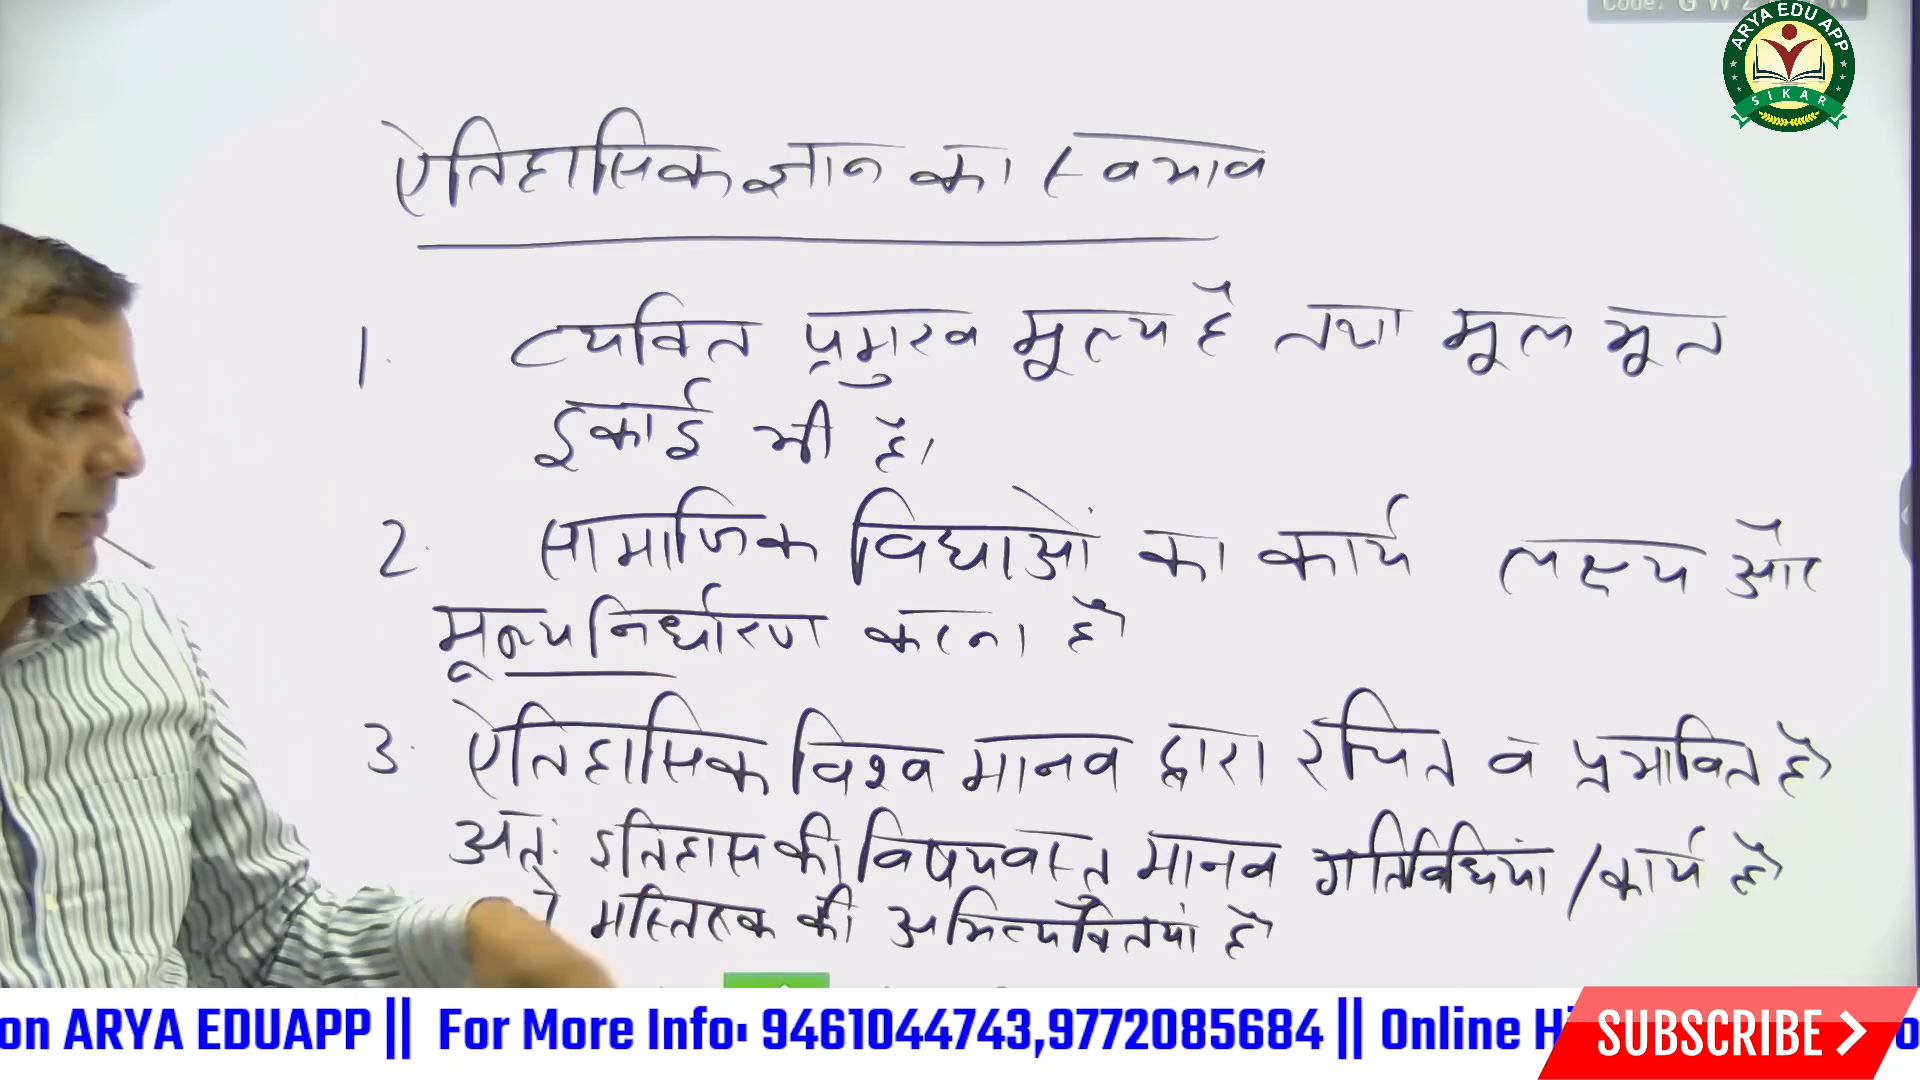 ARYA EDU APP
SIKAR
ऐतिहासिक ज्ञान का स्वभाव
1. व्यक्ति प्रमुख मूल्य है तथा मूल भूत
इकाई भी है।
2. सामाजिक विधाओं का कार्य लक्ष्य और
मूल्य निर्धारण करना है
3. ऐतिहासिक विश्व मानव द्वारा रचित व प्रभावित है
अतः इतिहास की विषयवस्तु मानव गतिविधियां / कार्य है
मस्तिष्क की अभिव्यक्तियां है
on ARYA EDUAPP || For More Info: 9461044743,9772085684 || Online
SUBSCRIBE